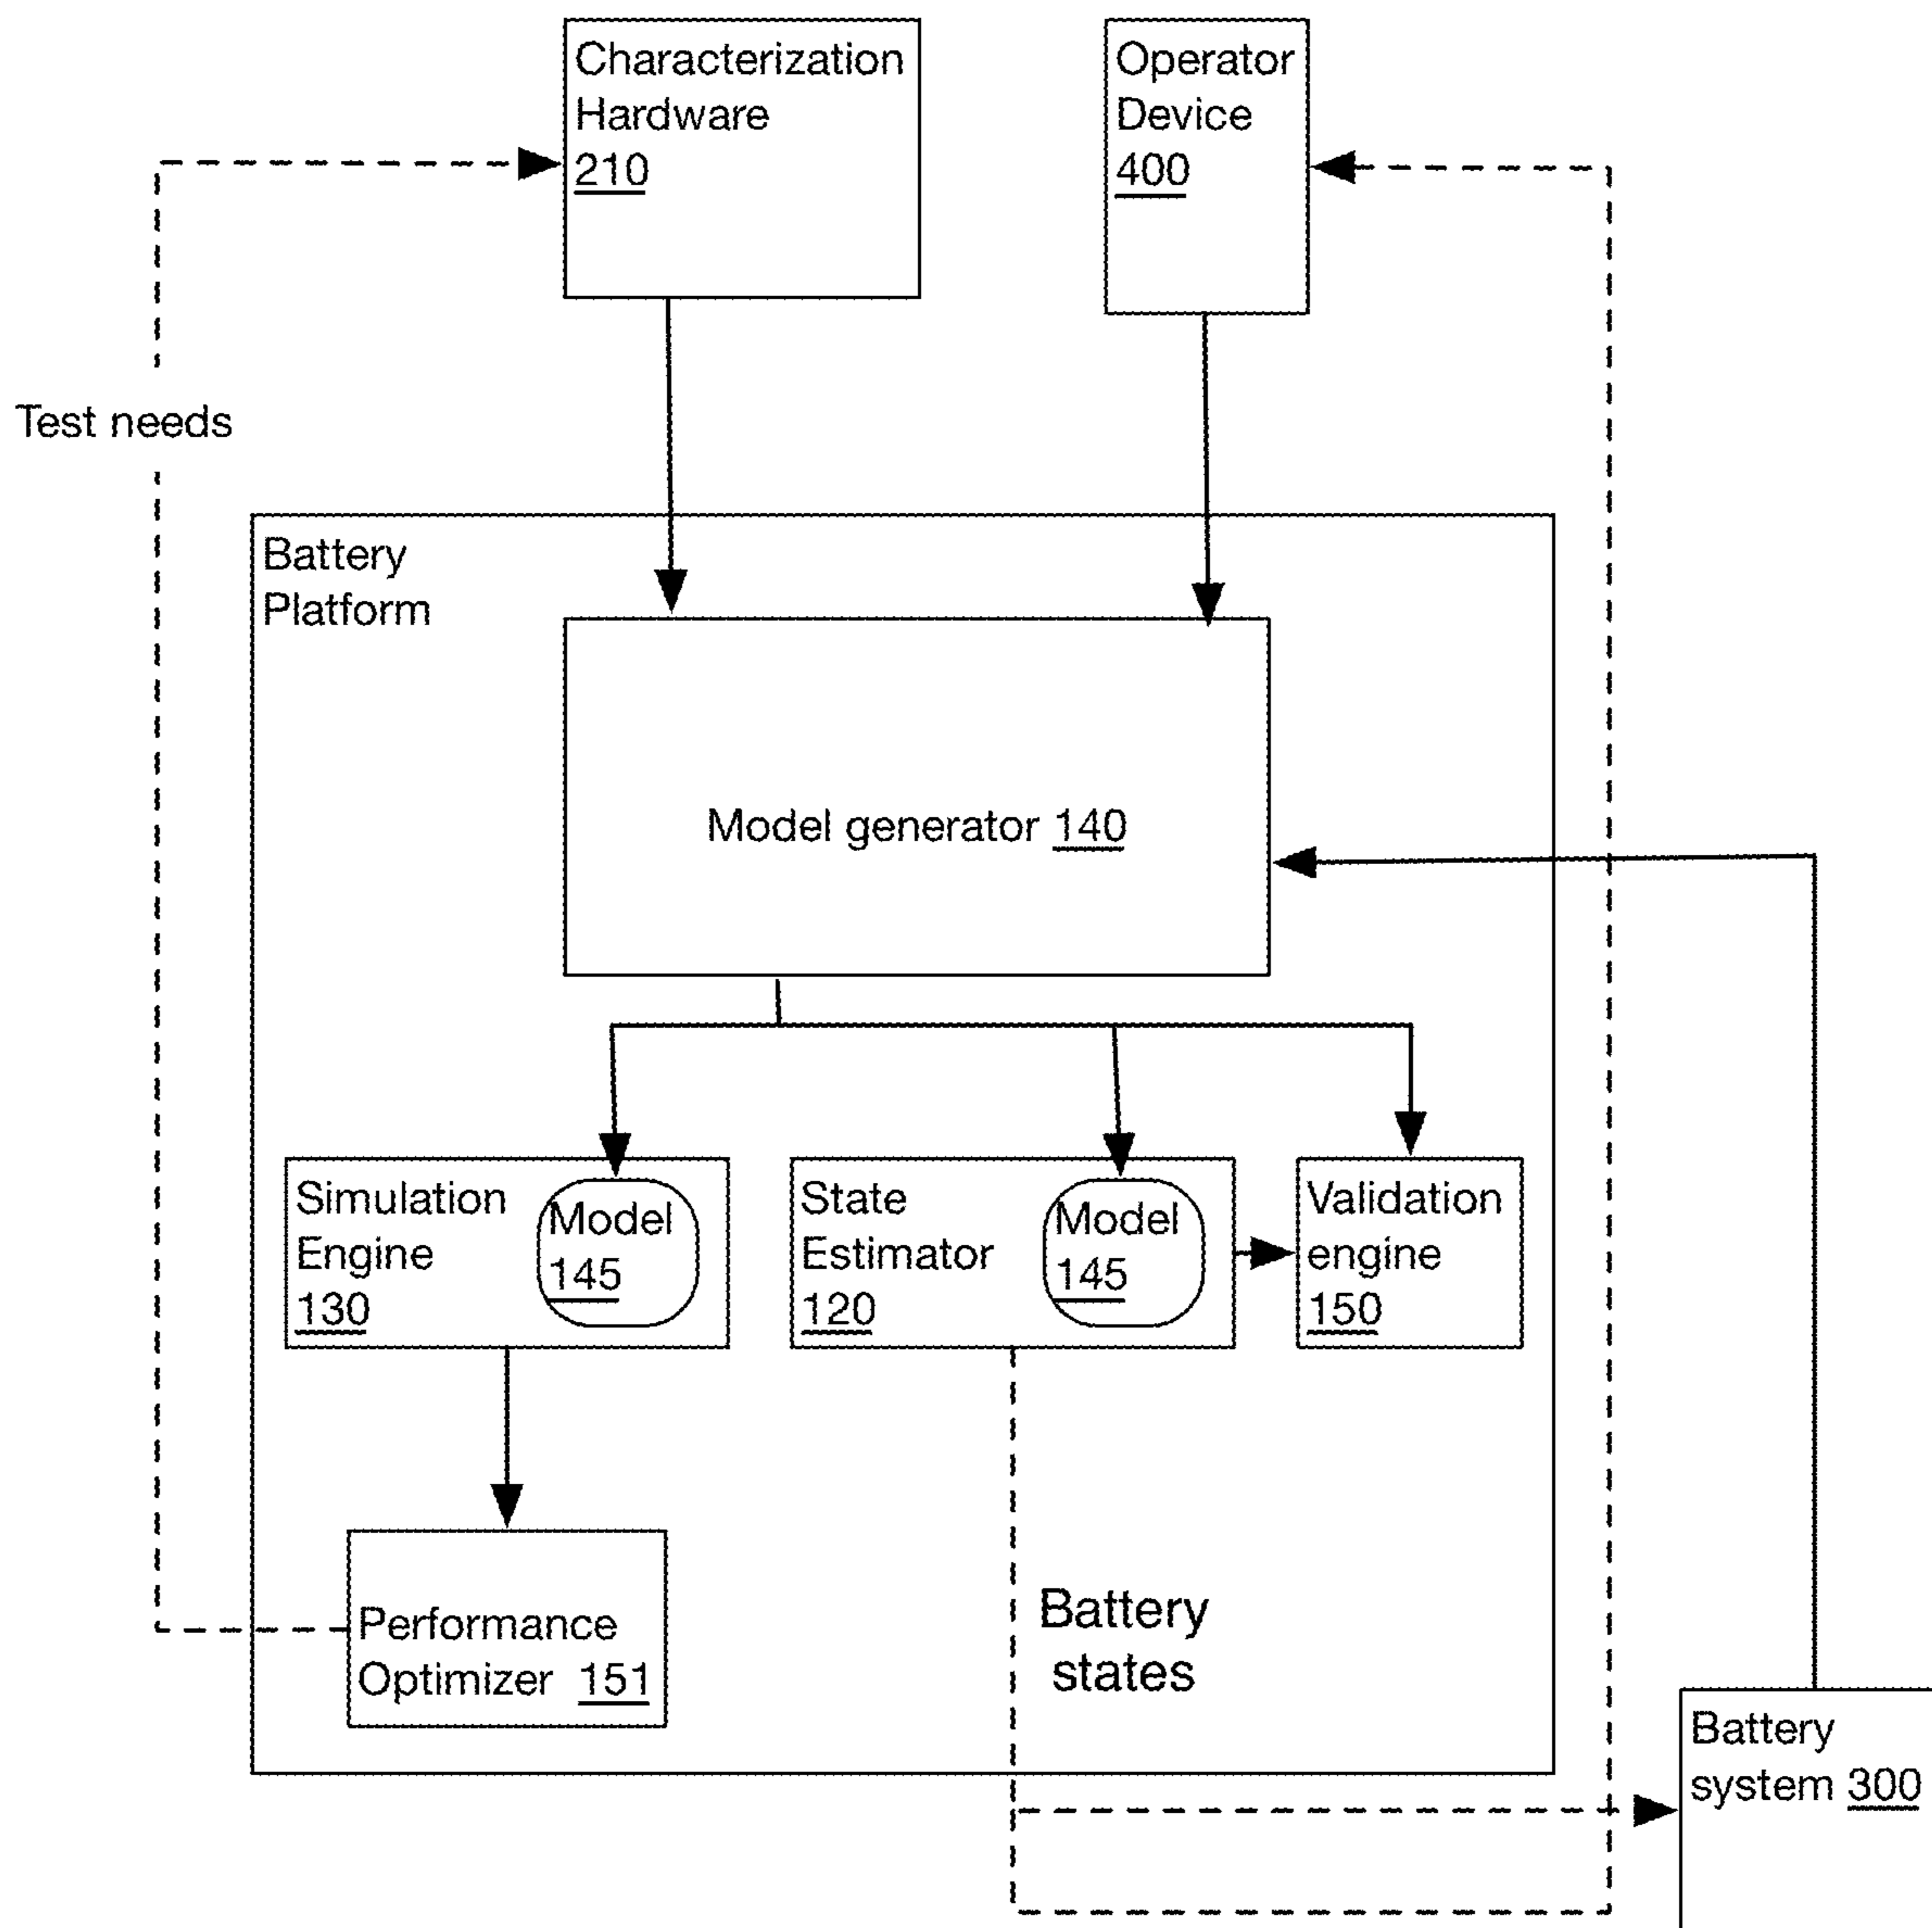 Characterization
Hardware
210
Operator
Device
400
Test needs
Battery
Platform
Model generator 140
Simulation
Engine
130
Model
145
State
Estimator
120
Model
145
Validation
engine
150
Performance
Optimizer 151
Battery
states
Battery
system 300